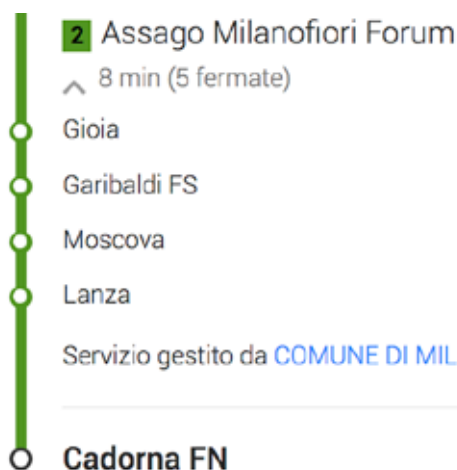 2 Assago Milanofiori Forum
8 min (5 fermate)
Gioia
Garibaldi FS
Moscova
Lanza
Servizio gestito da COMUNE DI MIL
Cadorna FN